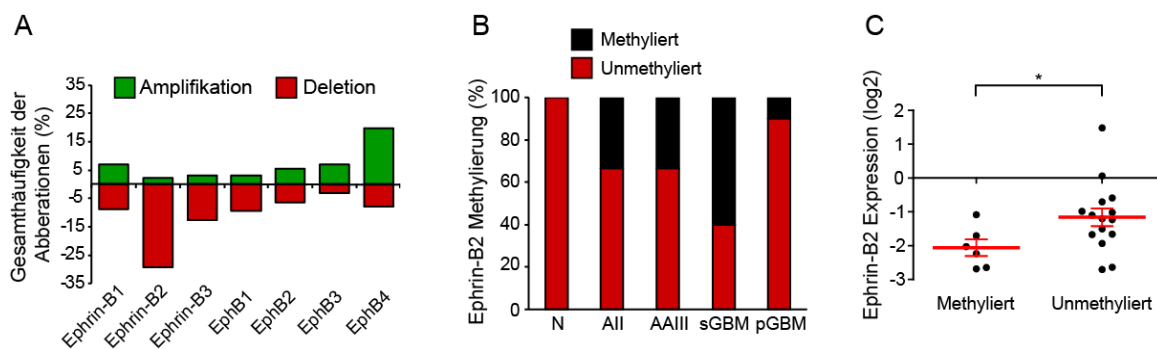 A
Gesamthäufigkeit der
Abberationen (%)
Amplifikation
Deletion
35
25
15
5
-5
-15
-25
-35
Ephrin-B1
Ephrin-B2
Ephrin-B3
EphB1
EphB2
EphB3
EphB4
B
Methyliert
Unmethyliert
Ephrin-B2 Methylierung (%)
100
80
60
40
20
0
N
AII
AAIII
sGBM
pGBM
C
*
Ephrin-B2 Expression (log2)
2
1
0
-1
-2
-3
Methyliert
Unmethyliert